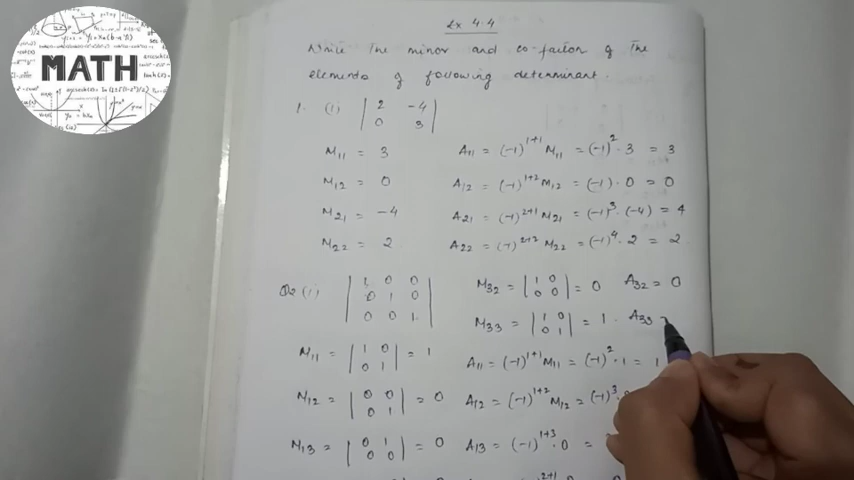 MATH
Ex 4.4
Write The minor and co-factor of The
elements of following determinant
1. (i) | 2 -4 |
| 0 3 |
M11 = 3 A11 = (-1)^1+1 M11 = (-1)^2 . 3 = 3
M12 = 0 A12 = (-1)^1+2 M12 = (-1) . 0 = 0
M21 = -4 A21 = (-1)^2+1 M21 = (-1)^3 . (-4) = 4
M22 = 2 A22 = (-1)^2+2 M22 = (-1)^4 . 2 = 2
Q2 (i) | 1 0 0 |
| 0 1 0 |
| 0 0 1 |
M32 = | 1 0 | = 0 A32 = 0
| 0 0 |
M33 = | 1 0 | = 1 . A33 =
| 0 1 |
M11 = | 1 0 | = 1 A11 = (-1)^1+1 M11 = (-1)^2 . 1 = 1
| 0 1 |
M12 = | 0 0 | = 0 A12 = (-1)^1+2 M12 = (-1)^3 .
| 0 1 |
M13 = | 0 1 | = 0 A13 = (-1)^1+3 . 0 =
| 0 0 |
2+1